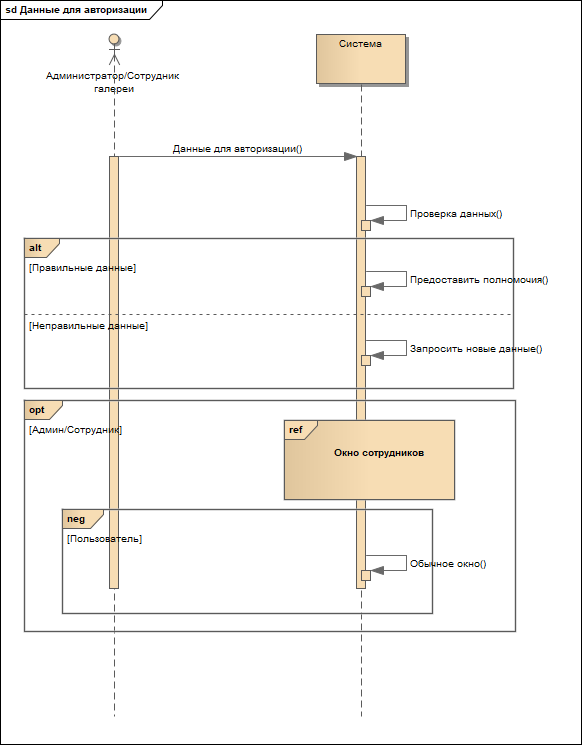 sd Данные для авторизации
Администратор/Сотрудник
галереи
Система
Данные для авторизации()
Проверка данных()
alt
[Правильные данные]
Предоставить полномочия()
[Неправильные данные]
Запросить новые данные()
opt
[Админ/Сотрудник]
ref
Окно сотрудников
neg
[Пользователь]
Обычное окно()